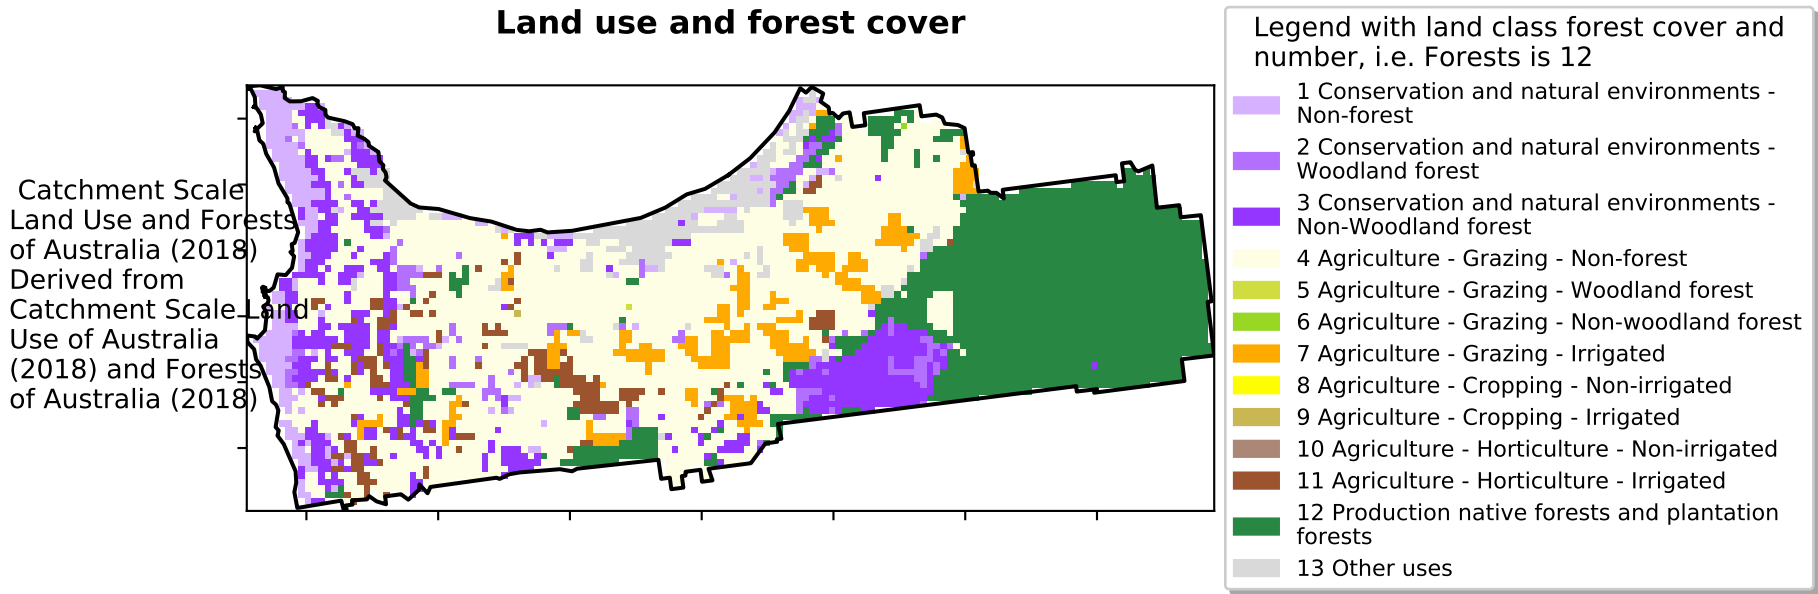 Land use and forest cover
Catchment Scale
Land Use and Forests
of Australia (2018)
Derived from
Catchment Scale Land
Use of Australia
(2018) and Forests
of Australia (2018)
Legend with land class forest cover and
number, i.e. Forests is 12
1 Conservation and natural environments -
Non-forest
2 Conservation and natural environments -
Woodland forest
3 Conservation and natural environments -
Non-Woodland forest
4 Agriculture - Grazing - Non-forest
5 Agriculture - Grazing - Woodland forest
6 Agriculture - Grazing - Non-woodland forest
7 Agriculture - Grazing - Irrigated
8 Agriculture - Cropping - Non-irrigated
9 Agriculture - Cropping - Irrigated
10 Agriculture - Horticulture - Non-irrigated
11 Agriculture - Horticulture - Irrigated
12 Production native forests and plantation
forests
13 Other uses